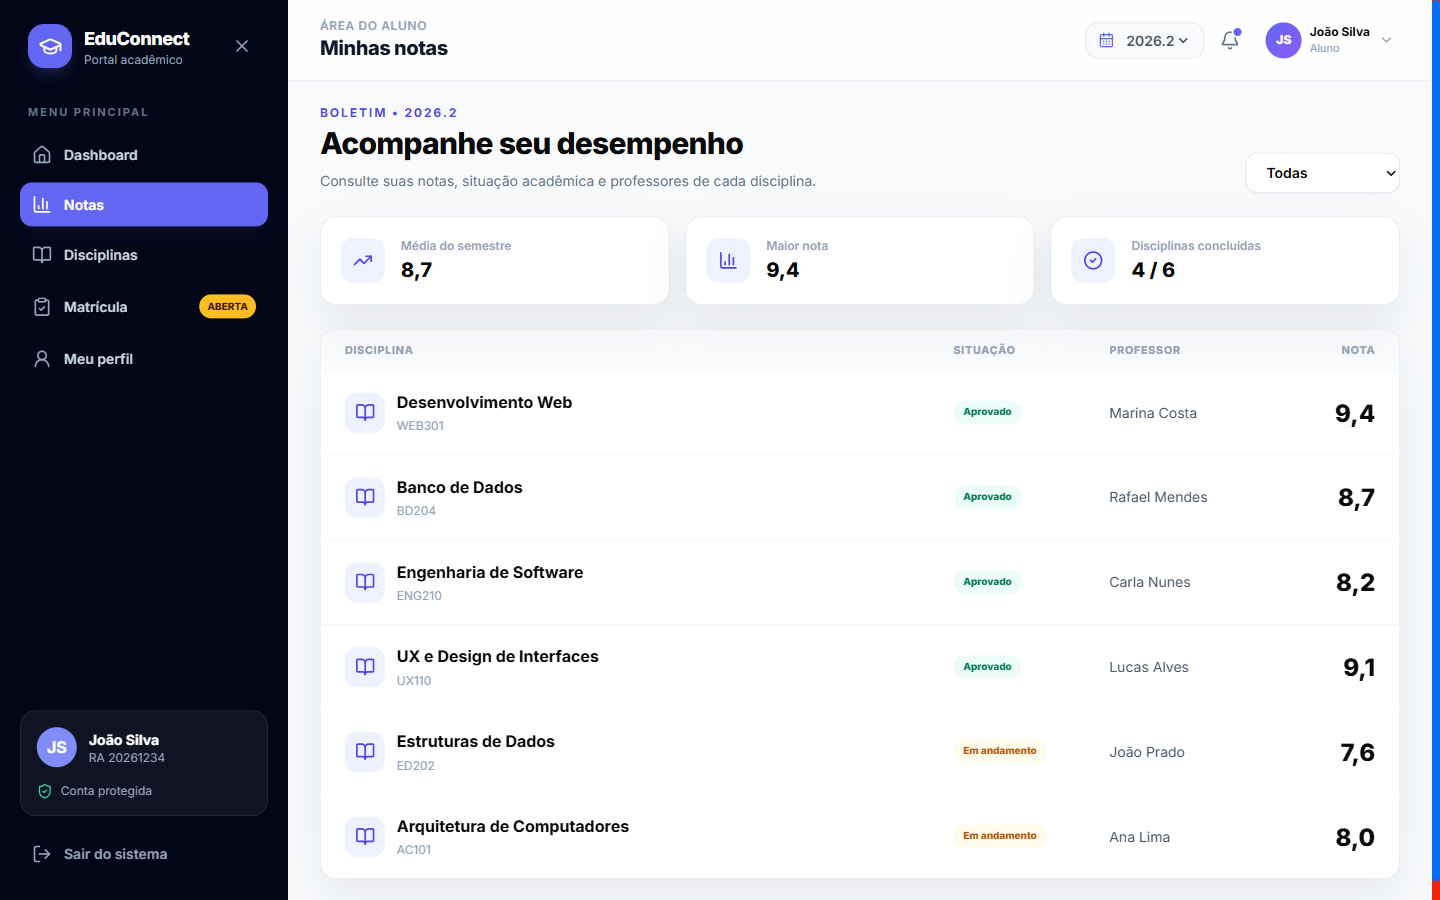 EduConnect
Portal acadêmico
MENU PRINCIPAL
Dashboard
Notas
Disciplinas
Matrícula
ABERTA
Meu perfil
JS
João Silva
RA 20261234
Conta protegida
Sair do sistema
ÁREA DO ALUNO
Minhas notas
2026.2
JS
João Silva
Aluno
BOLETIM • 2026.2
Acompanhe seu desempenho
Consulte suas notas, situação acadêmica e professores de cada disciplina.
Todas
Média do semestre
8,7
Maior nota
9,4
Disciplinas concluídas
4 / 6
DISCIPLINA SITUAÇÃO PROFESSOR NOTA
Desenvolvimento Web
WEB301
Aprovado
Marina Costa
9,4
Banco de Dados
BD204
Aprovado
Rafael Mendes
8,7
Engenharia de Software
ENG210
Aprovado
Carla Nunes
8,2
UX e Design de Interfaces
UX110
Aprovado
Lucas Alves
9,1
Estruturas de Dados
ED202
Em andamento
João Prado
7,6
Arquitetura de Computadores
AC101
Em andamento
Ana Lima
8,0